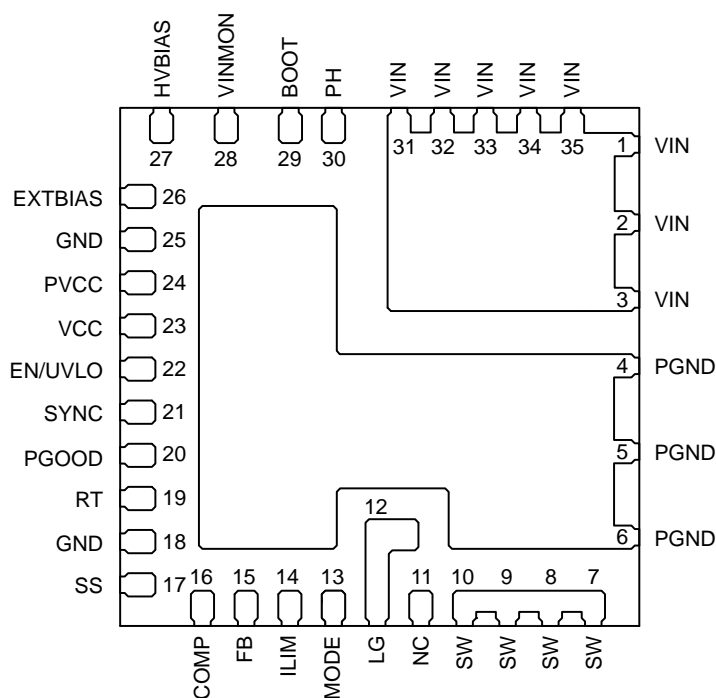 HVBIAS
VINMON
BOOT
PH
VIN
VIN
VIN
VIN
VIN
27
28
29
30
31
32
33
34
35
1
VIN
EXTBIAS
26
GND
25
2
VIN
PVCC
24
3
VIN
VCC
23
EN/UVLO
22
4
PGND
SYNC
21
PGOOD
20
5
PGND
RT
19
12
GND
18
6
PGND
SS
17
16
15
14
13
11
10
9
8
7
COMP
FB
ILIM
MODE
LG
NC
SW
SW
SW
SW